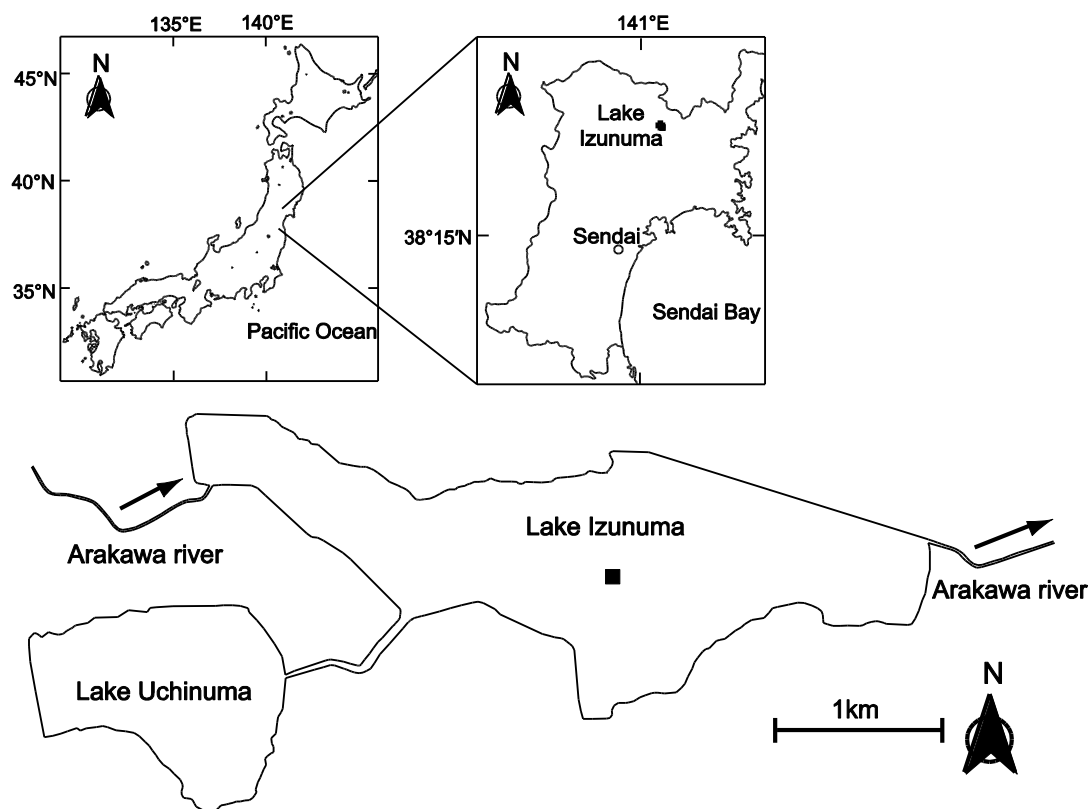 135°E 140°E
141°E
N
N
45°N
Lake
Izunuma
40°N
38°15'N
Sendai
35°N
Pacific Ocean
Sendai Bay
Lake Izunuma
Arakawa river
Arakawa river
Lake Uchinuma
N
1km